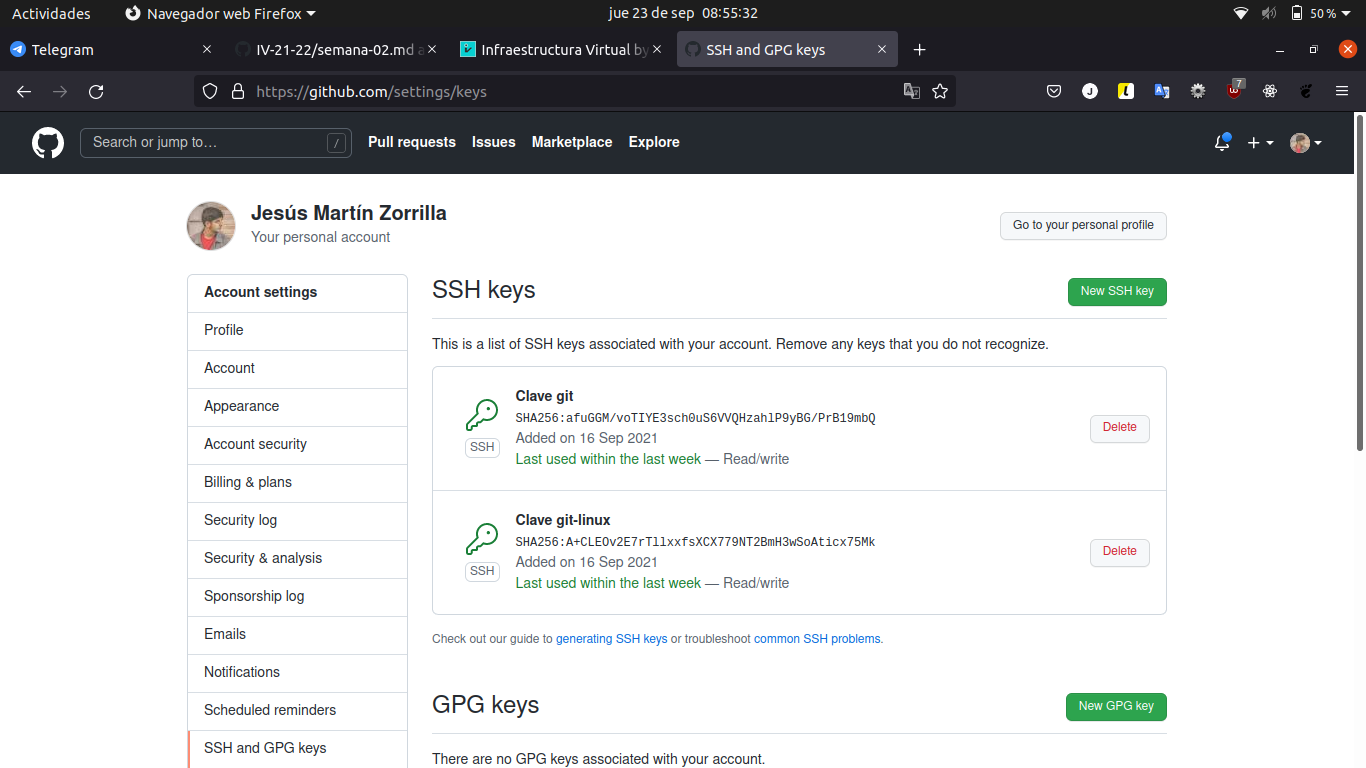 Actividades Navegador web Firefox jue 23 de sep 08:55:32 50 %
Telegram IV-21-22/semana-02.md a Infraestructura Virtual by SSH and GPG keys
https://github.com/settings/keys 7
Search or jump to… / Pull requests Issues Marketplace Explore
Jesús Martín Zorrilla
Your personal account
Go to your personal profile
Account settings
Profile
Account
Appearance
Account security
Billing & plans
Security log
Security & analysis
Sponsorship log
Emails
Notifications
Scheduled reminders
SSH and GPG keys
SSH keys
New SSH key
This is a list of SSH keys associated with your account. Remove any keys that you do not recognize.
Clave git
SHA256:afuGGM/voTIYE3sch0uS6VVQHzahlP9yBG/PrB19mbQ
Added on 16 Sep 2021
Last used within the last week — Read/write
SSH
Delete
Clave git-linux
SHA256:A+CLEOv2E7rTllxxfsXCX779NT2BmH3wSoAticx75Mk
Added on 16 Sep 2021
Last used within the last week — Read/write
SSH
Delete
Check out our guide to generating SSH keys or troubleshoot common SSH problems.
GPG keys
New GPG key
There are no GPG keys associated with your account.